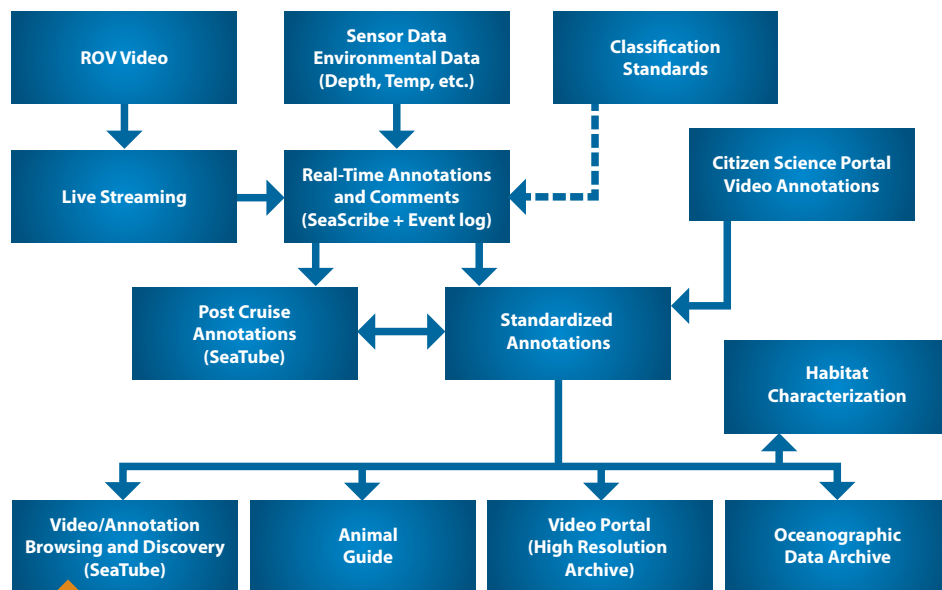 ROV Video
Sensor Data
Environmental Data
(Depth, Temp, etc.)
Classification
Standards
Live Streaming
Real-Time Annotations
and Comments
(SeaScribe + Event log)
Citizen Science Portal
Video Annotations
Post Cruise
Annotations
(SeaTube)
Standardized
Annotations
Habitat
Characterization
Video/Annotation
Browsing and Discovery
(SeaTube)
Animal
Guide
Video Portal
(High Resolution
Archive)
Oceanographic
Data Archive